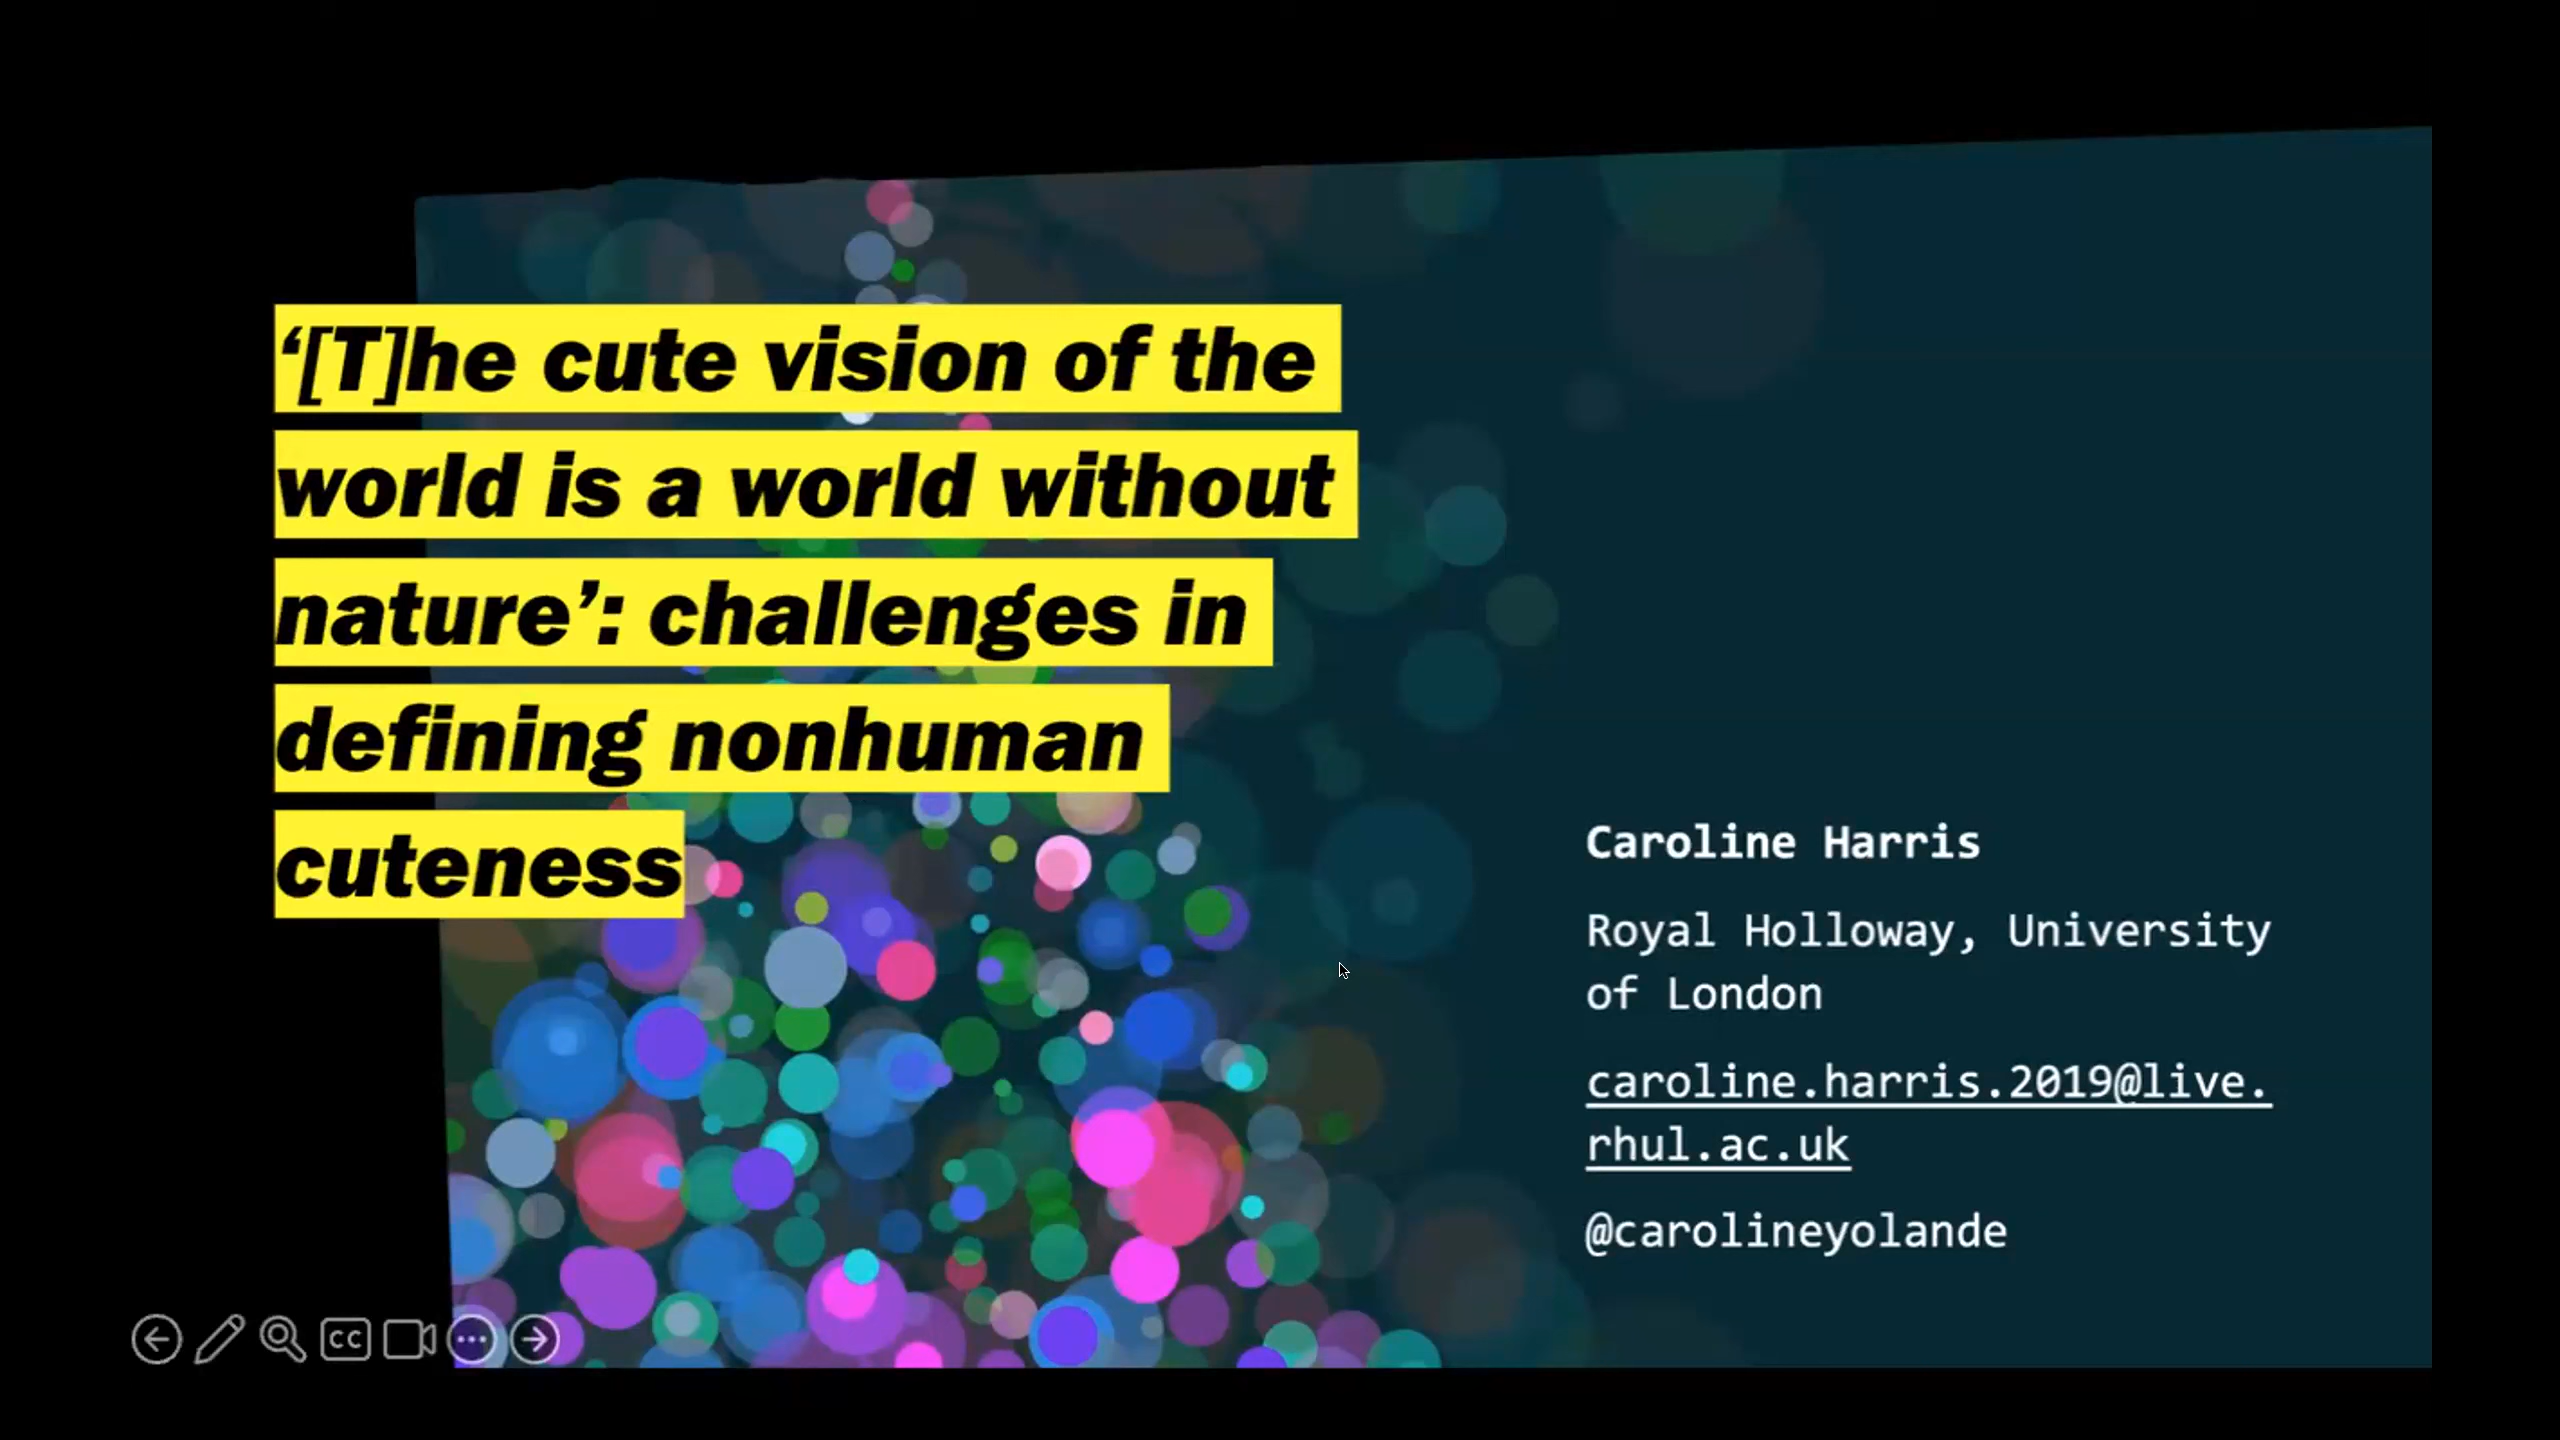 ‘[T]he cute vision of the
world is a world without
nature’: challenges in
defining nonhuman
cuteness
Caroline Harris
Royal Holloway, University
of London
caroline.harris.2019@live.
rhul.ac.uk
@carolineyolande
CC